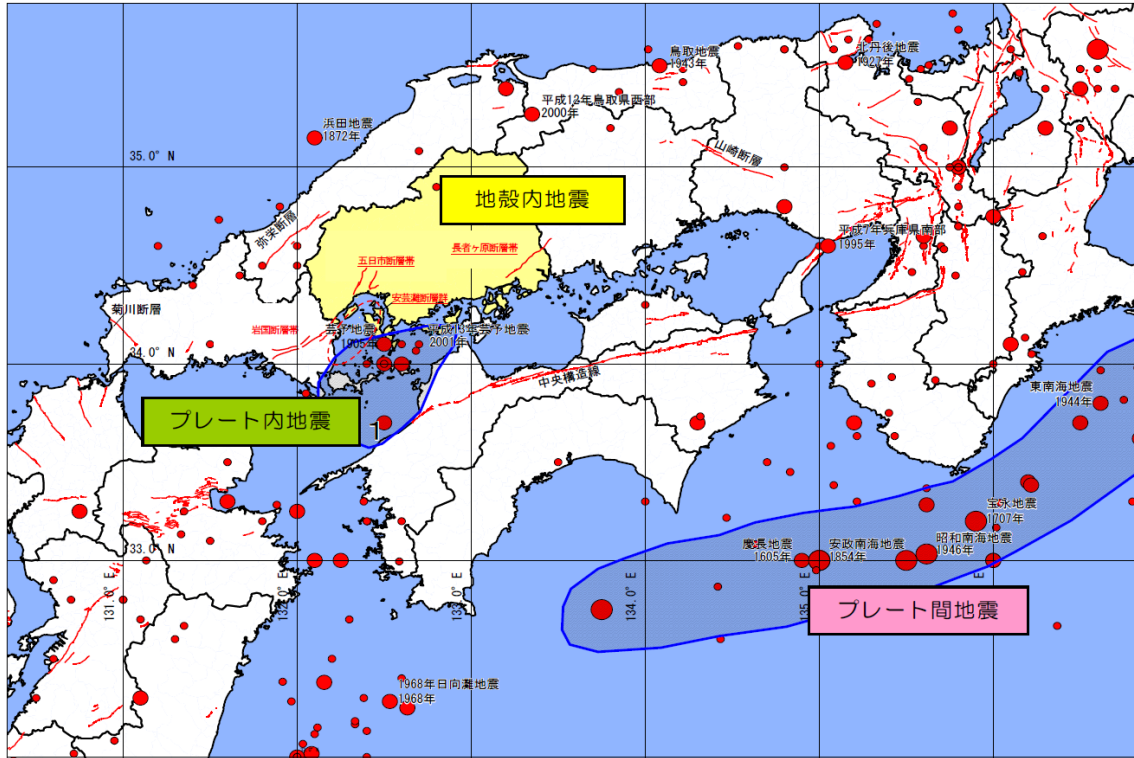 北丹後地震
1927年
鳥取地震
1943年
平成12年鳥取県西部
2000年
浜田地震
1872年
35.0° N
山崎断層
地殻内地震
弥栄断層
平成7年兵庫県南部
1995年
長者ヶ原断層帯
五日市断層帯
安芸灘断層群
菊川断層
岩国断層帯
芸予地震
1905年
平成13年芸予地震
2001年
34.0° N
中央構造線
東南海地震
1944年
プレート内地震
1
宝永地震
1707年
昭和南海地震
1946年
慶長地震
1605年
安政南海地震
1854年
33.0° N
131.0° E
132.0° E
133.0° E
134.0° E
135.0° E
プレート間地震
1968年日向灘地震
1968年